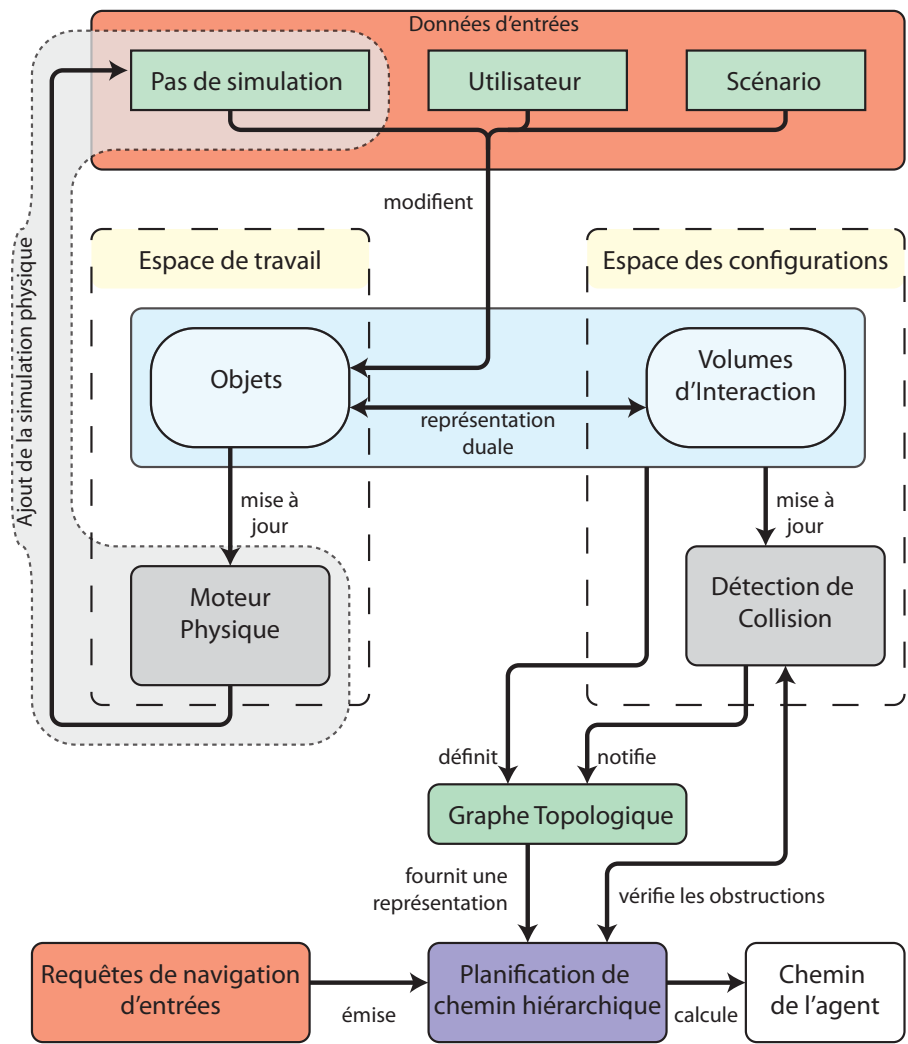 Données d'entrées
Pas de simulation
Utilisateur
Scénario
modifient
Ajout de la simulation physique
Espace de travail
Espace des configurations
Objets
Volumes
d'Interaction
représentation
duale
mise à
jour
mise à
jour
Moteur
Physique
Détection de
Collision
définit
notifie
Graphe Topologique
fournit une
représentation
vérifie les obstructions
Requêtes de navigation
d'entrées
émise
Planification de
chemin hiérarchique
calcule
Chemin
de l'agent